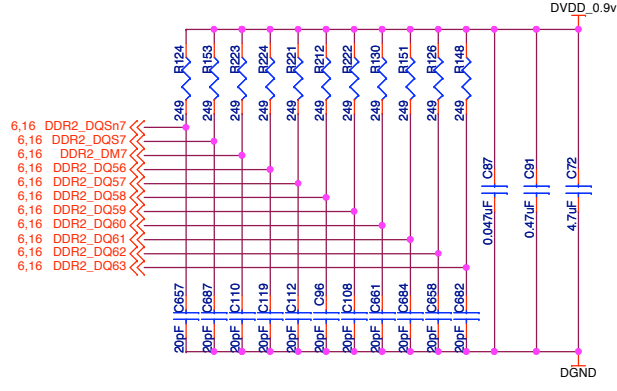 DVDD_0.9v
R124 R153 R223 R224 R221 R212 R222 R130 R151 R126 R148
249 249 249 249 249 249 249 249 249 249 249
6,16 DDR2_DQSn7
6,16 DDR2_DQS7
6,16 DDR2_DM7
6,16 DDR2_DQ56
6,16 DDR2_DQ57
6,16 DDR2_DQ58
6,16 DDR2_DQ59
6,16 DDR2_DQ60
6,16 DDR2_DQ61
6,16 DDR2_DQ62
6,16 DDR2_DQ63
C87 C91 C72
0.047uF 0.47uF 4.7uF
C657 C687 C110 C119 C112 C96 C108 C661 C684 C658 C682
20pF 20pF 20pF 20pF 20pF 20pF 20pF 20pF 20pF 20pF 20pF
DGND